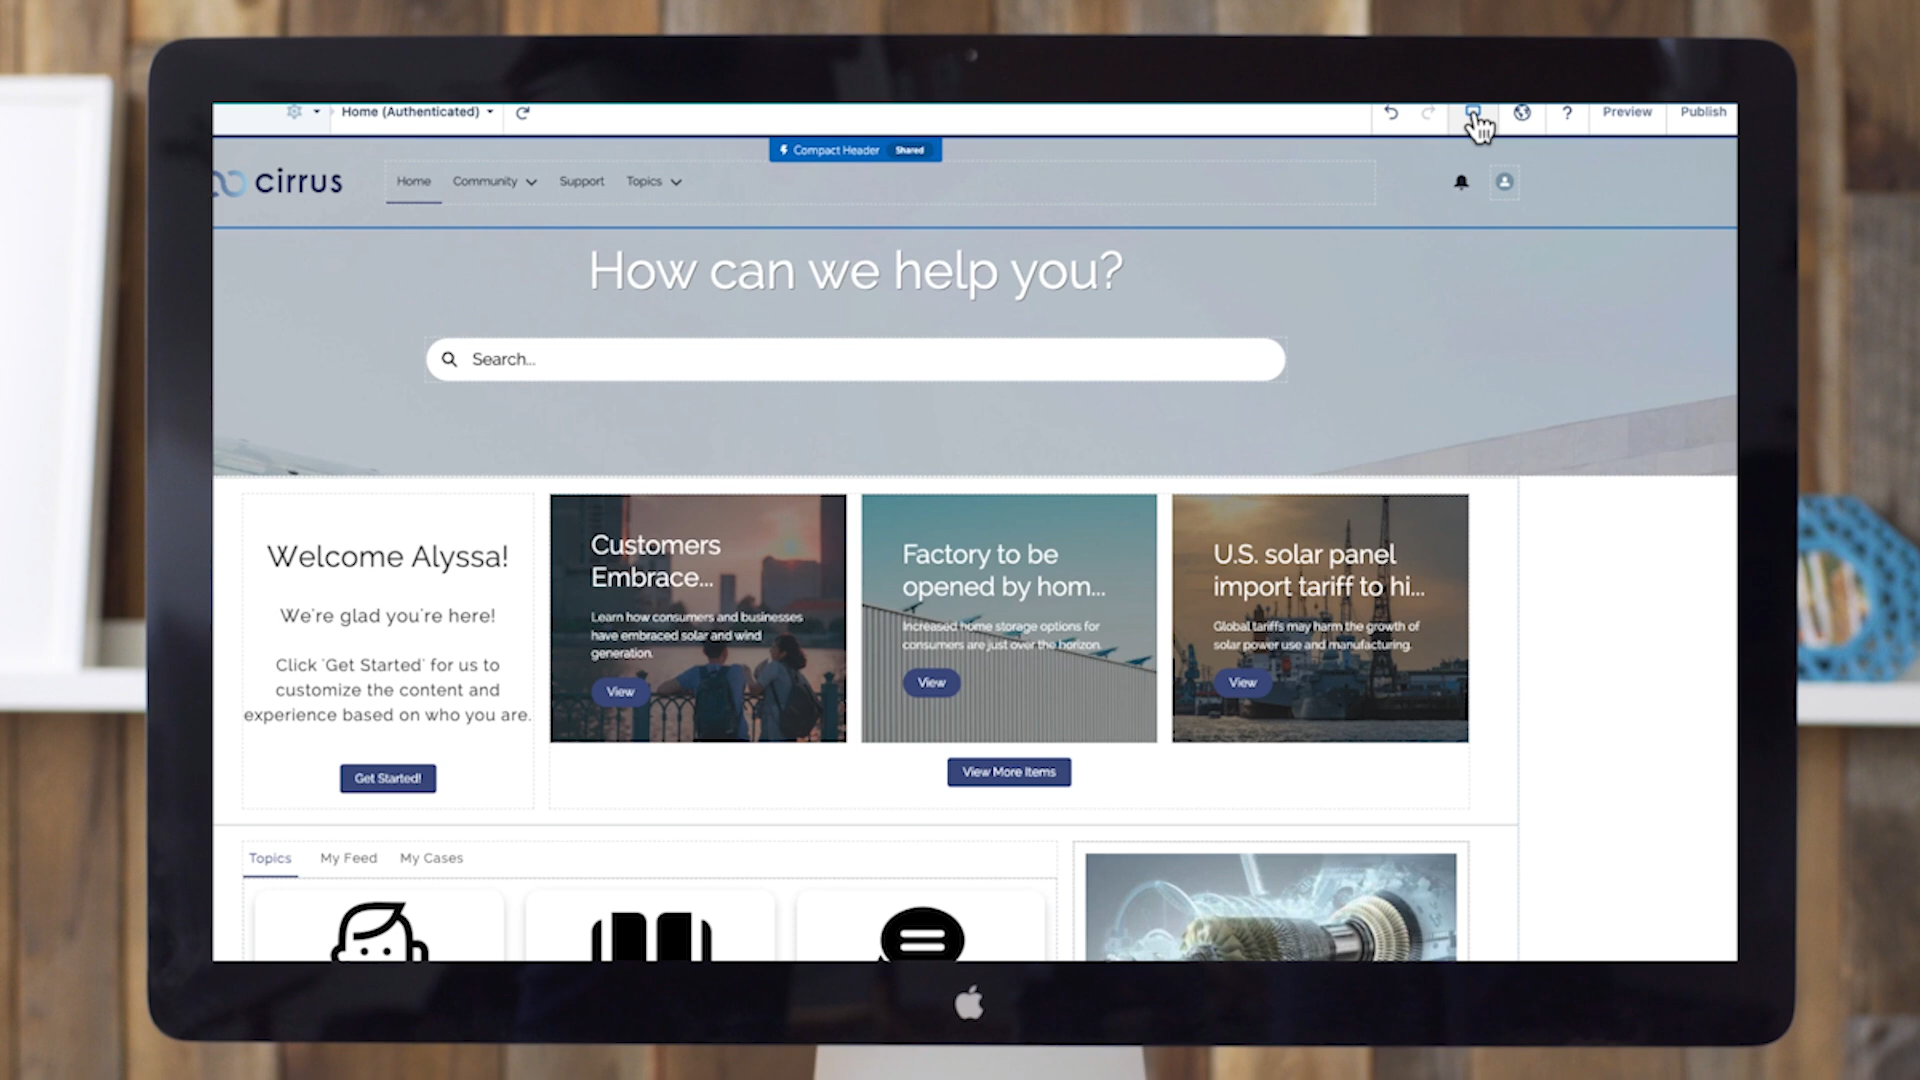 Home (Authenticated)
?
Preview
Publish
Compact Header
Shared
cirrus
Home
Community
Support
Topics
How can we help you?
Search...
Welcome Alyssa!
We're glad you're here!
Click 'Get Started' for us to
customize the content and
experience based on who you are.
Get Started!
Customers
Embrace...
Learn how consumers and businesses
have embraced solar and wind
generation.
View
Factory to be
opened by hom...
Increased home storage options for
consumers are just over the horizon.
View
U.S. solar panel
import tariff to hi...
Global tariffs may harm the growth of
solar power use and manufacturing.
View
View More Items
Topics
My Feed
My Cases